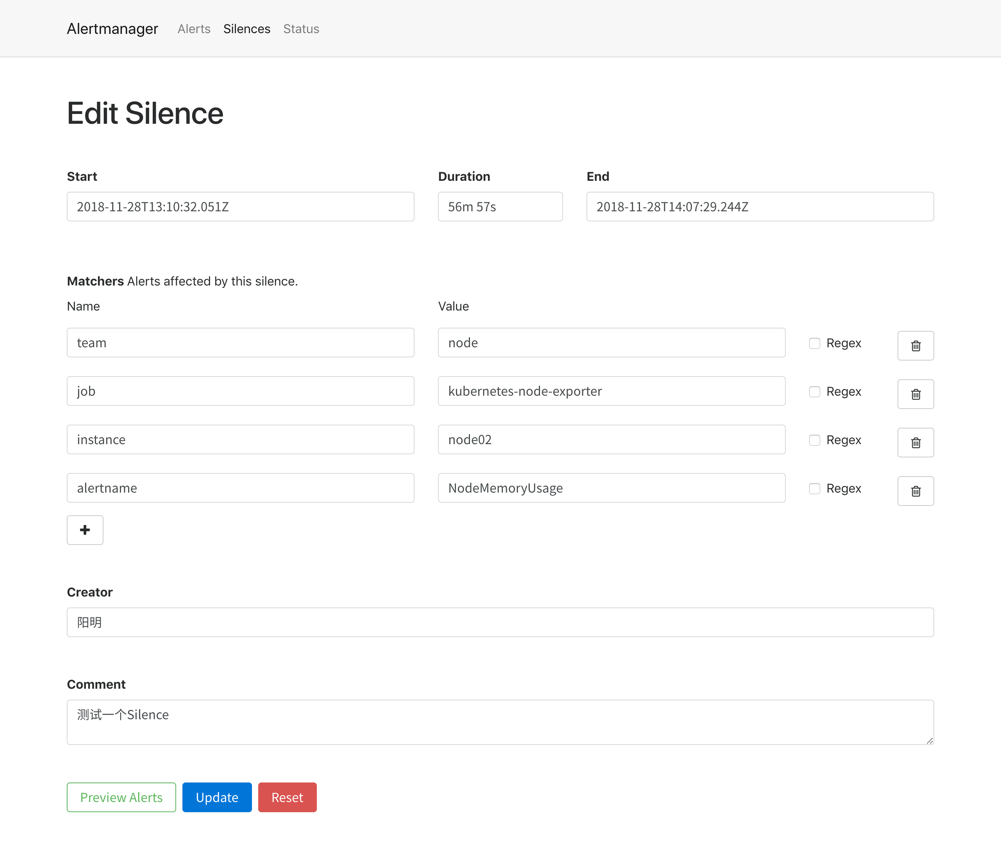 Alertmanager Alerts Silences Status
Edit Silence
Start Duration End
2018-11-28T13:10:32.051Z 56m 57s 2018-11-28T14:07:29.244Z
Matchers Alerts affected by this silence.
Name Value
team node Regex
job kubernetes-node-exporter Regex
instance node02 Regex
alertname NodeMemoryUsage Regex
Creator
阳明
Comment
测试一个Silence
Preview Alerts Update Reset